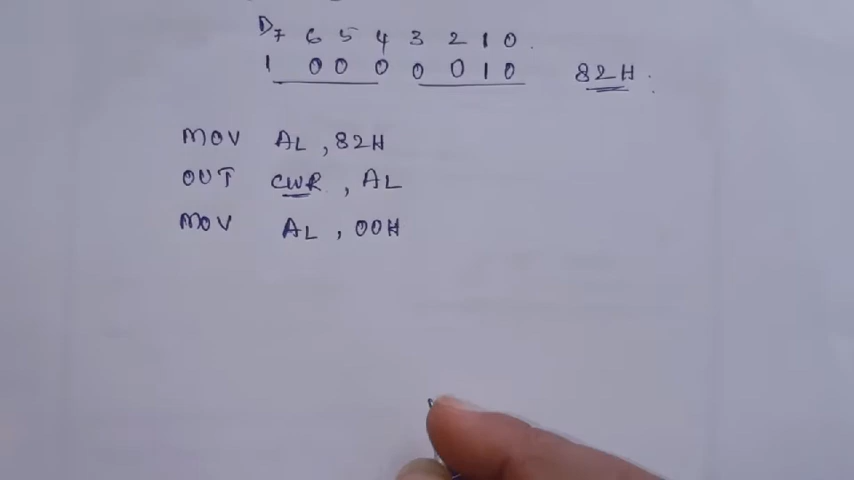 D7 6 5 4 3 2 1 0
1 0 0 0 0 0 1 0 82H
MOV AL, 82H
OUT CWR, AL
MOV AL, 00H